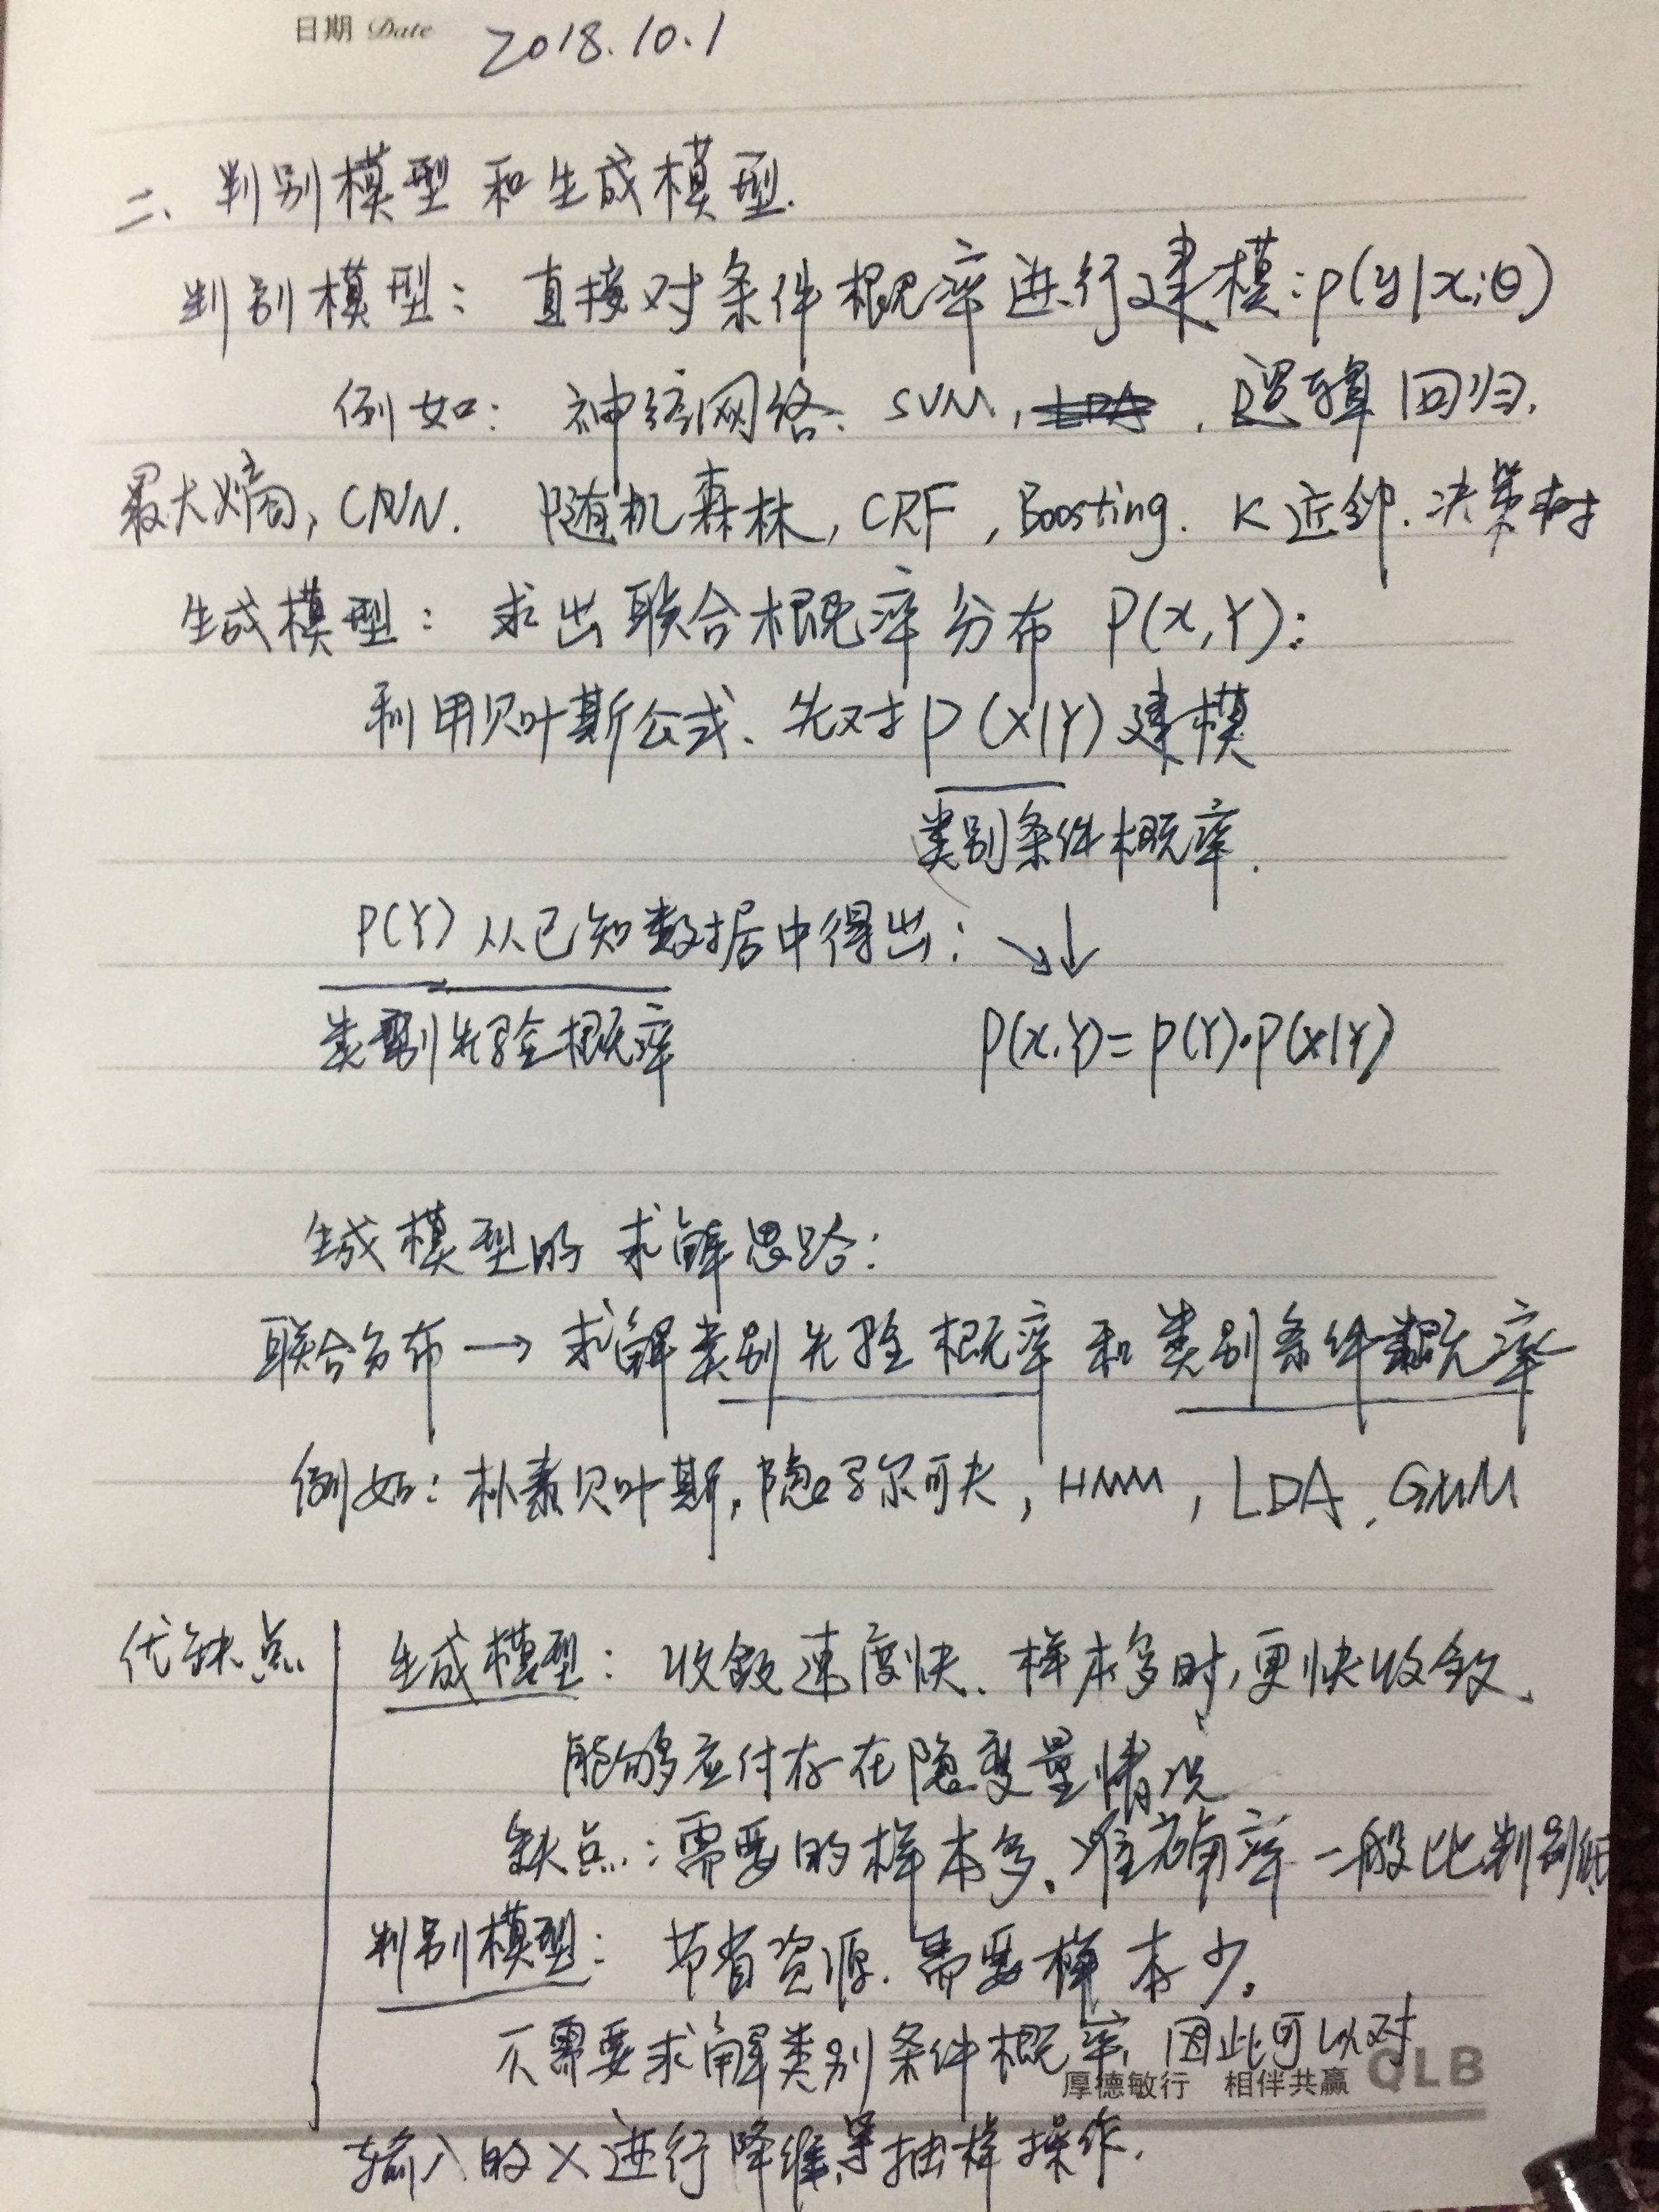 日期 Date 2018.10.1
二、判别模型和生成模型.
判别模型：直接对条件概率进行建模：p(y|x;θ)
例如：神经网络、SVM, LDA, 逻辑回归,
最大熵, CNN. 随机森林, CRF, Boosting. K近邻. 决策树
生成模型：求出联合概率分布 P(x,Y):
利用贝叶斯公式、先对P(X|Y)建模
类别条件概率.
P(Y)从已知数据中得出: ↘↓
类别先验概率 P(x,Y)=P(Y)·P(x|Y)
生成模型的求解思路:
联合分布→求解类别先验概率和类别条件概率
例如：朴素贝叶斯, 隐马尔可夫, HMM, LDA, GMM
优缺点 生成模型：收敛速度快、样本多时,更快收敛、
能够应付存在隐变量情况
缺点：需要的样本多、准确率一般比判别低
判别模型：节省资源. 需要样本少.
不需要求解类别条件概率, 因此可以对
厚德敏行 相伴共赢 QLB
输入的X进行降维等抽样操作.